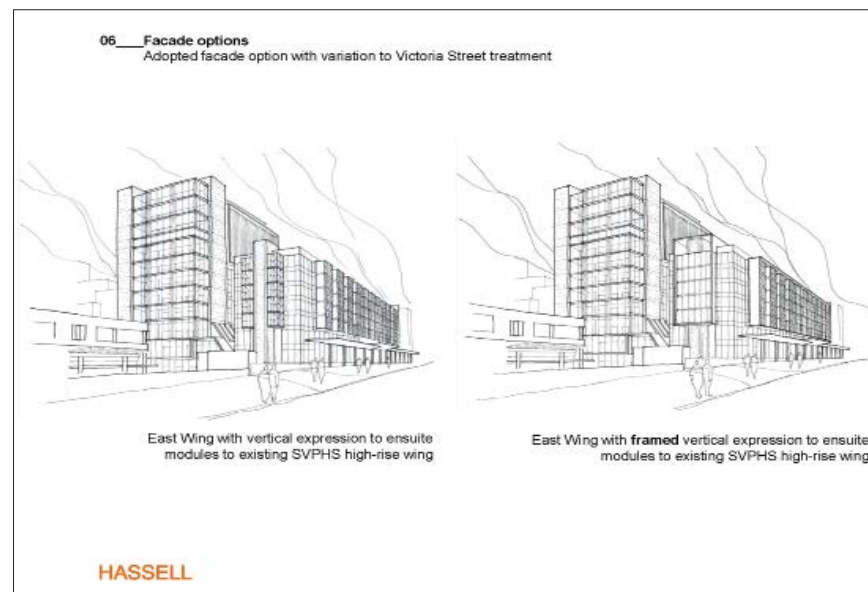 06___Facade options
Adopted facade option with variation to Victoria Street treatment
East Wing with vertical expression to ensuite
modules to existing SVPHS high-rise wing
East Wing with framed vertical expression to ensuite
modules to existing SVPHS high-rise wing
HASSELL